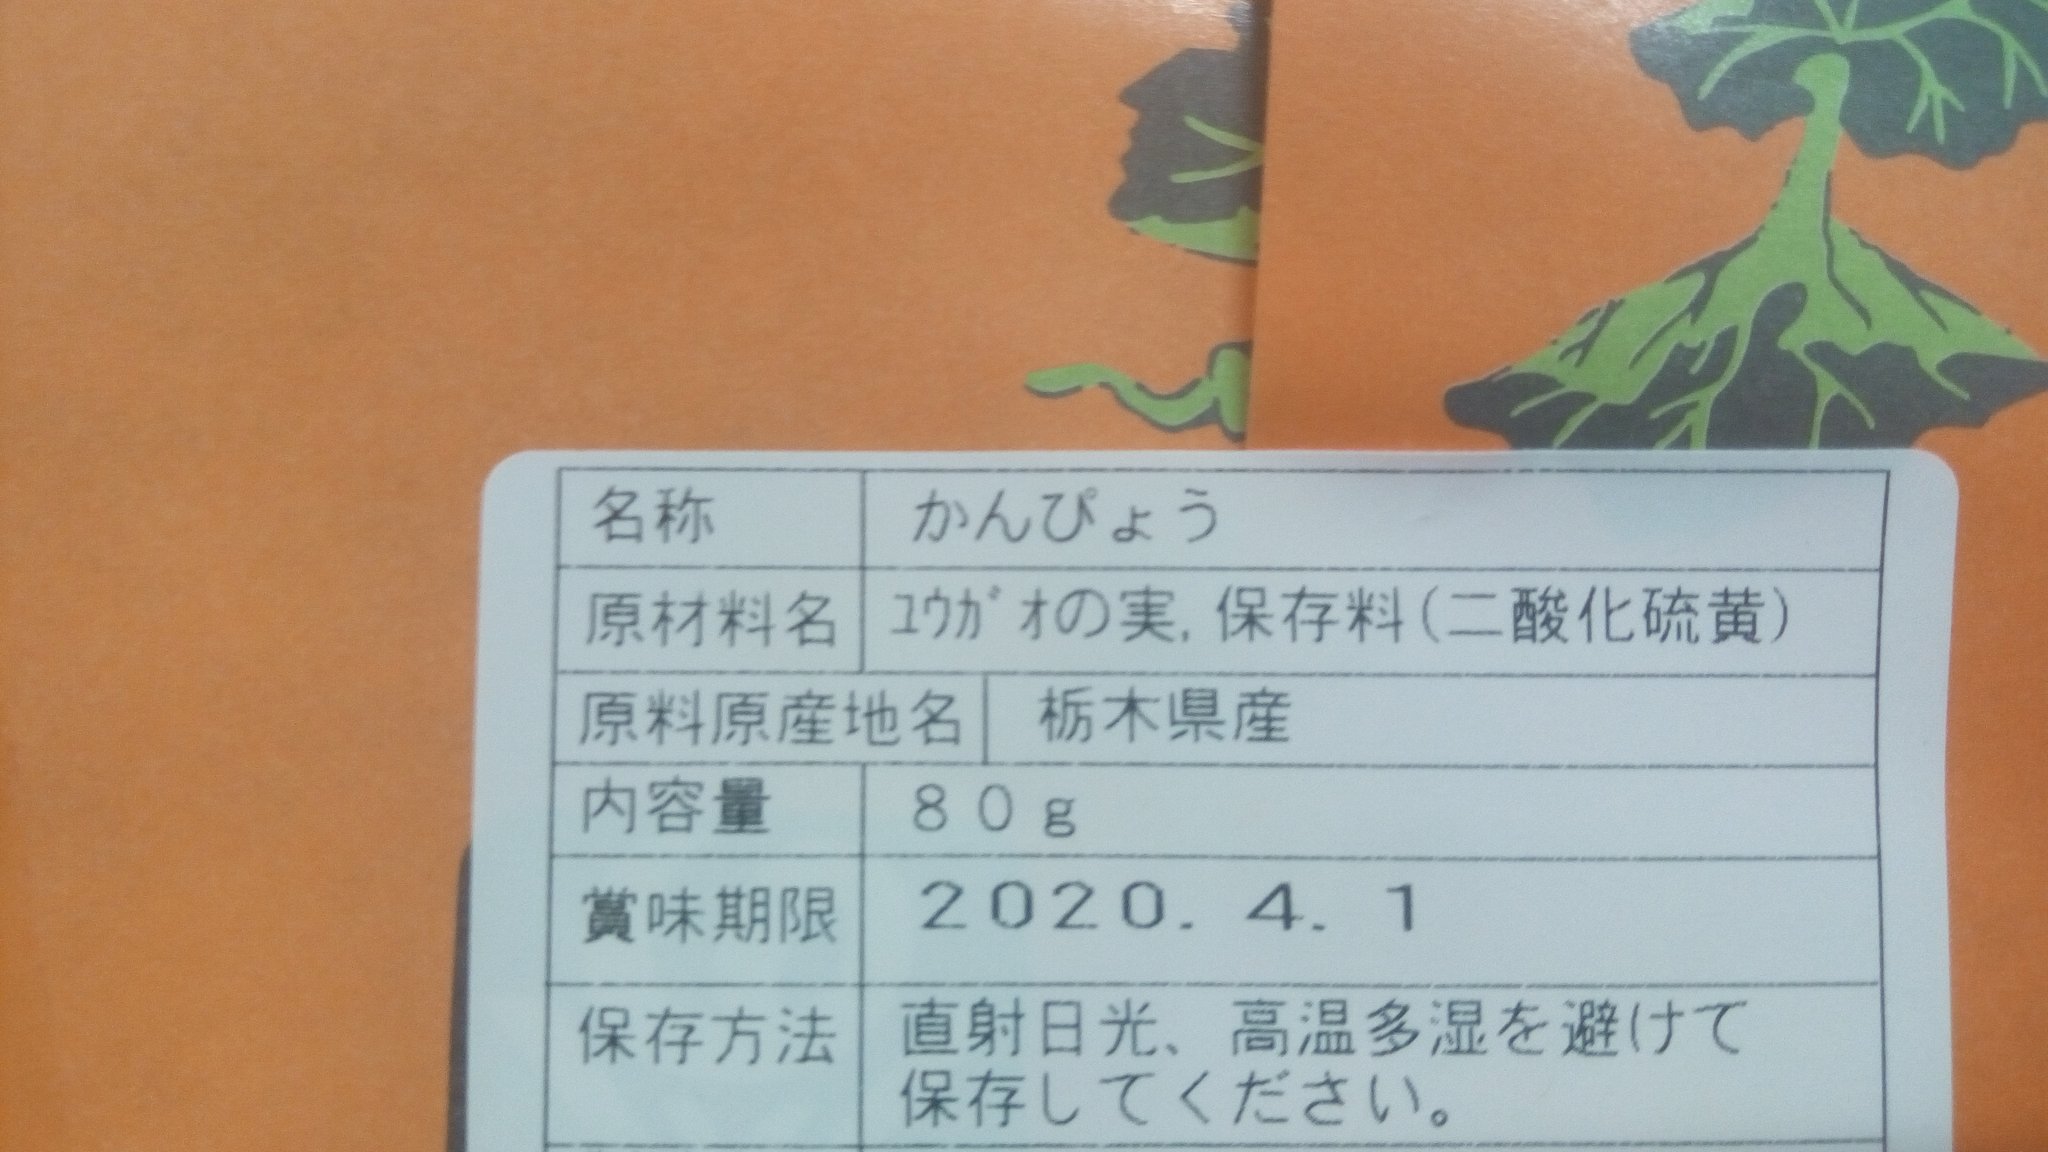 名称 かんぴょう
原材料名 ﾕｳｶﾞｵの実,保存料(二酸化硫黄)
原料原産地名 栃木県産
内容量 80g
賞味期限 2020. 4. 1
保存方法 直射日光、高温多湿を避けて
保存してください。